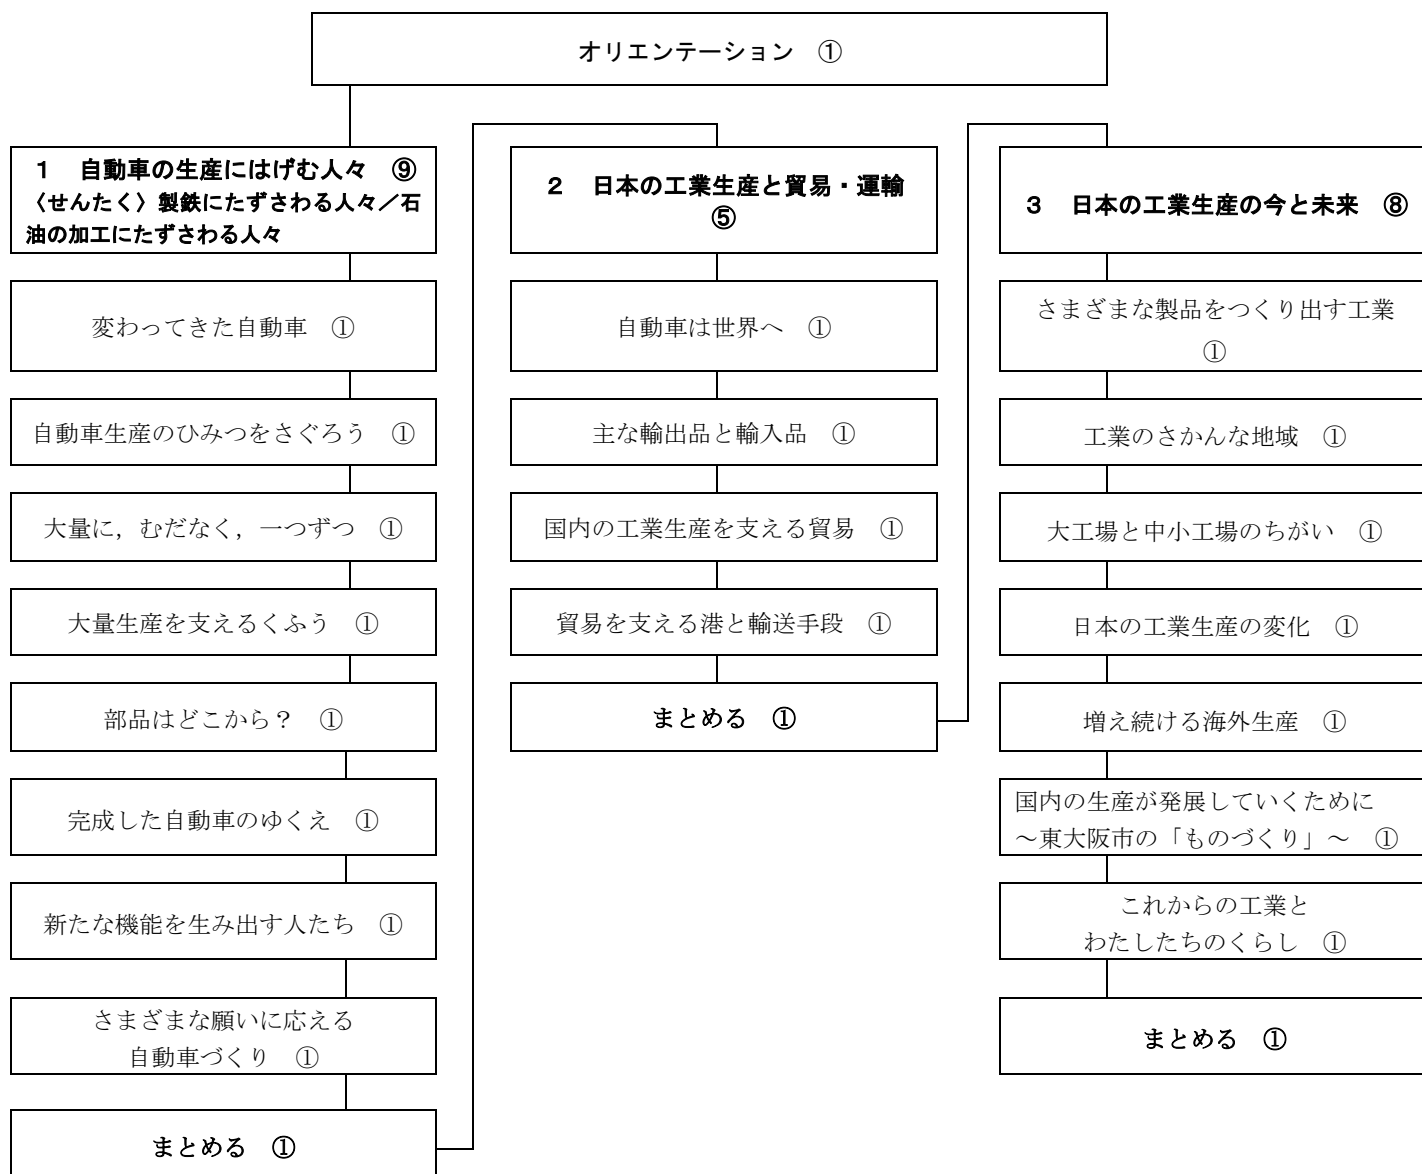 オリエンテーション　①
１　自動車の生産にはげむ人々　⑨
〈せんたく〉製鉄にたずさわる人々／石
油の加工にたずさわる人々
変わってきた自動車　①
自動車生産のひみつをさぐろう　①
大量に，むだなく，一つずつ　①
大量生産を支えるくふう　①
部品はどこから？　①
完成した自動車のゆくえ　①
新たな機能を生み出す人たち　①
さまざまな願いに応える
自動車づくり　①
まとめる　①
２　日本の工業生産と貿易・運輸
⑤
自動車は世界へ　①
主な輸出品と輸入品　①
国内の工業生産を支える貿易　①
貿易を支える港と輸送手段　①
まとめる　①
３　日本の工業生産の今と未来　⑧
さまざまな製品をつくり出す工業
①
工業のさかんな地域　①
大工場と中小工場のちがい　①
日本の工業生産の変化　①
増え続ける海外生産　①
国内の生産が発展していくために
～東大阪市の「ものづくり」～　①
これからの工業と
わたしたちのくらし　①
まとめる　①